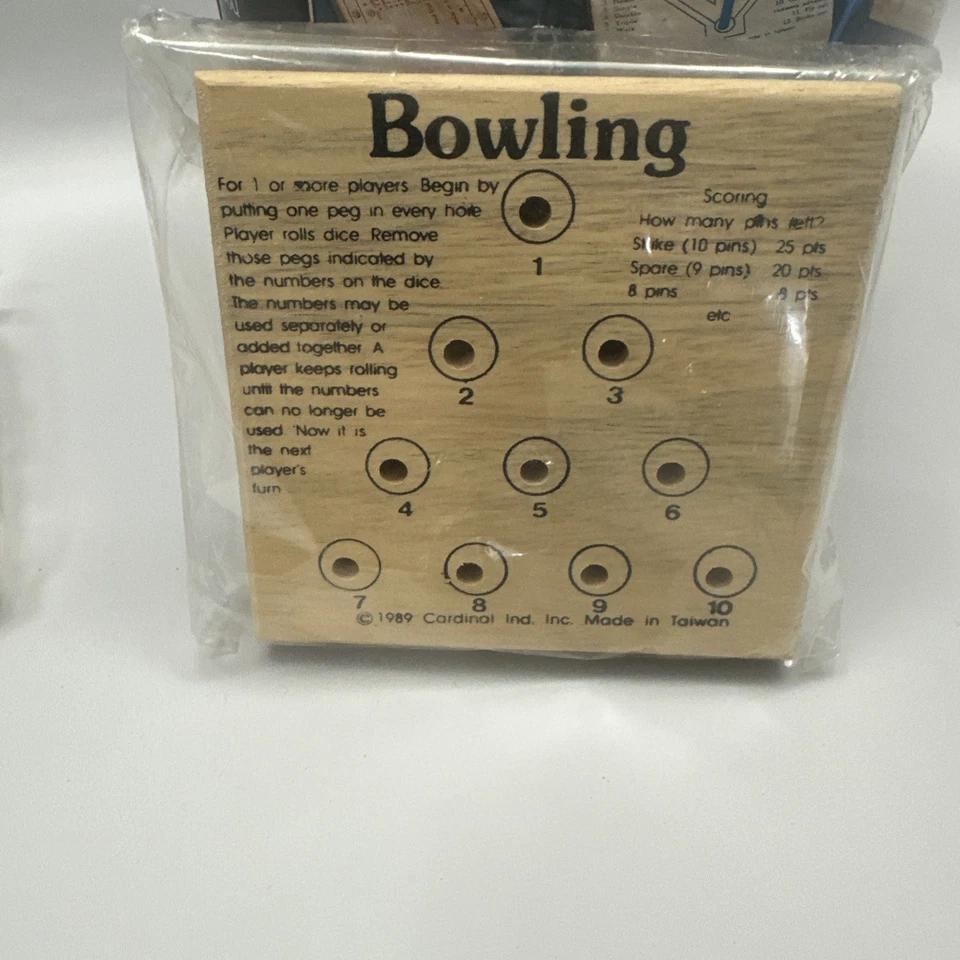 Bowling
For 1 or more players Begin by
putting one peg in every hole
Player rolls dice Remove
those pegs indicated by
the numbers on the dice
The numbers may be
used separately or
added together A
player keeps rolling
until the numbers
can no longer be
used Now it is
the next
player's
turn
Scoring
How many pins left?
Strike (10 pins) 25 pts
Spare (9 pins) 20 pts
8 pins 8 pts
etc
1
2 3
4 5 6
7 8 9 10
© 1989 Cardinal Ind. Inc. Made in Taiwan